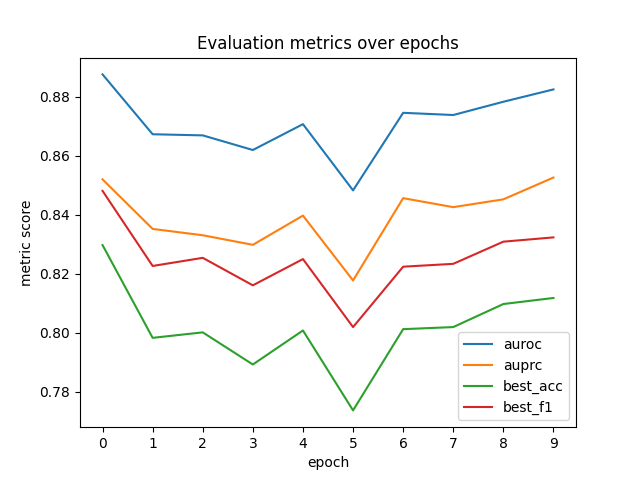 Evaluation metrics over epochs
metric score
0.88
0.86
0.84
0.82
0.80
0.78
0 1 2 3 4 5 6 7 8 9
epoch
auroc
auprc
best_acc
best_f1